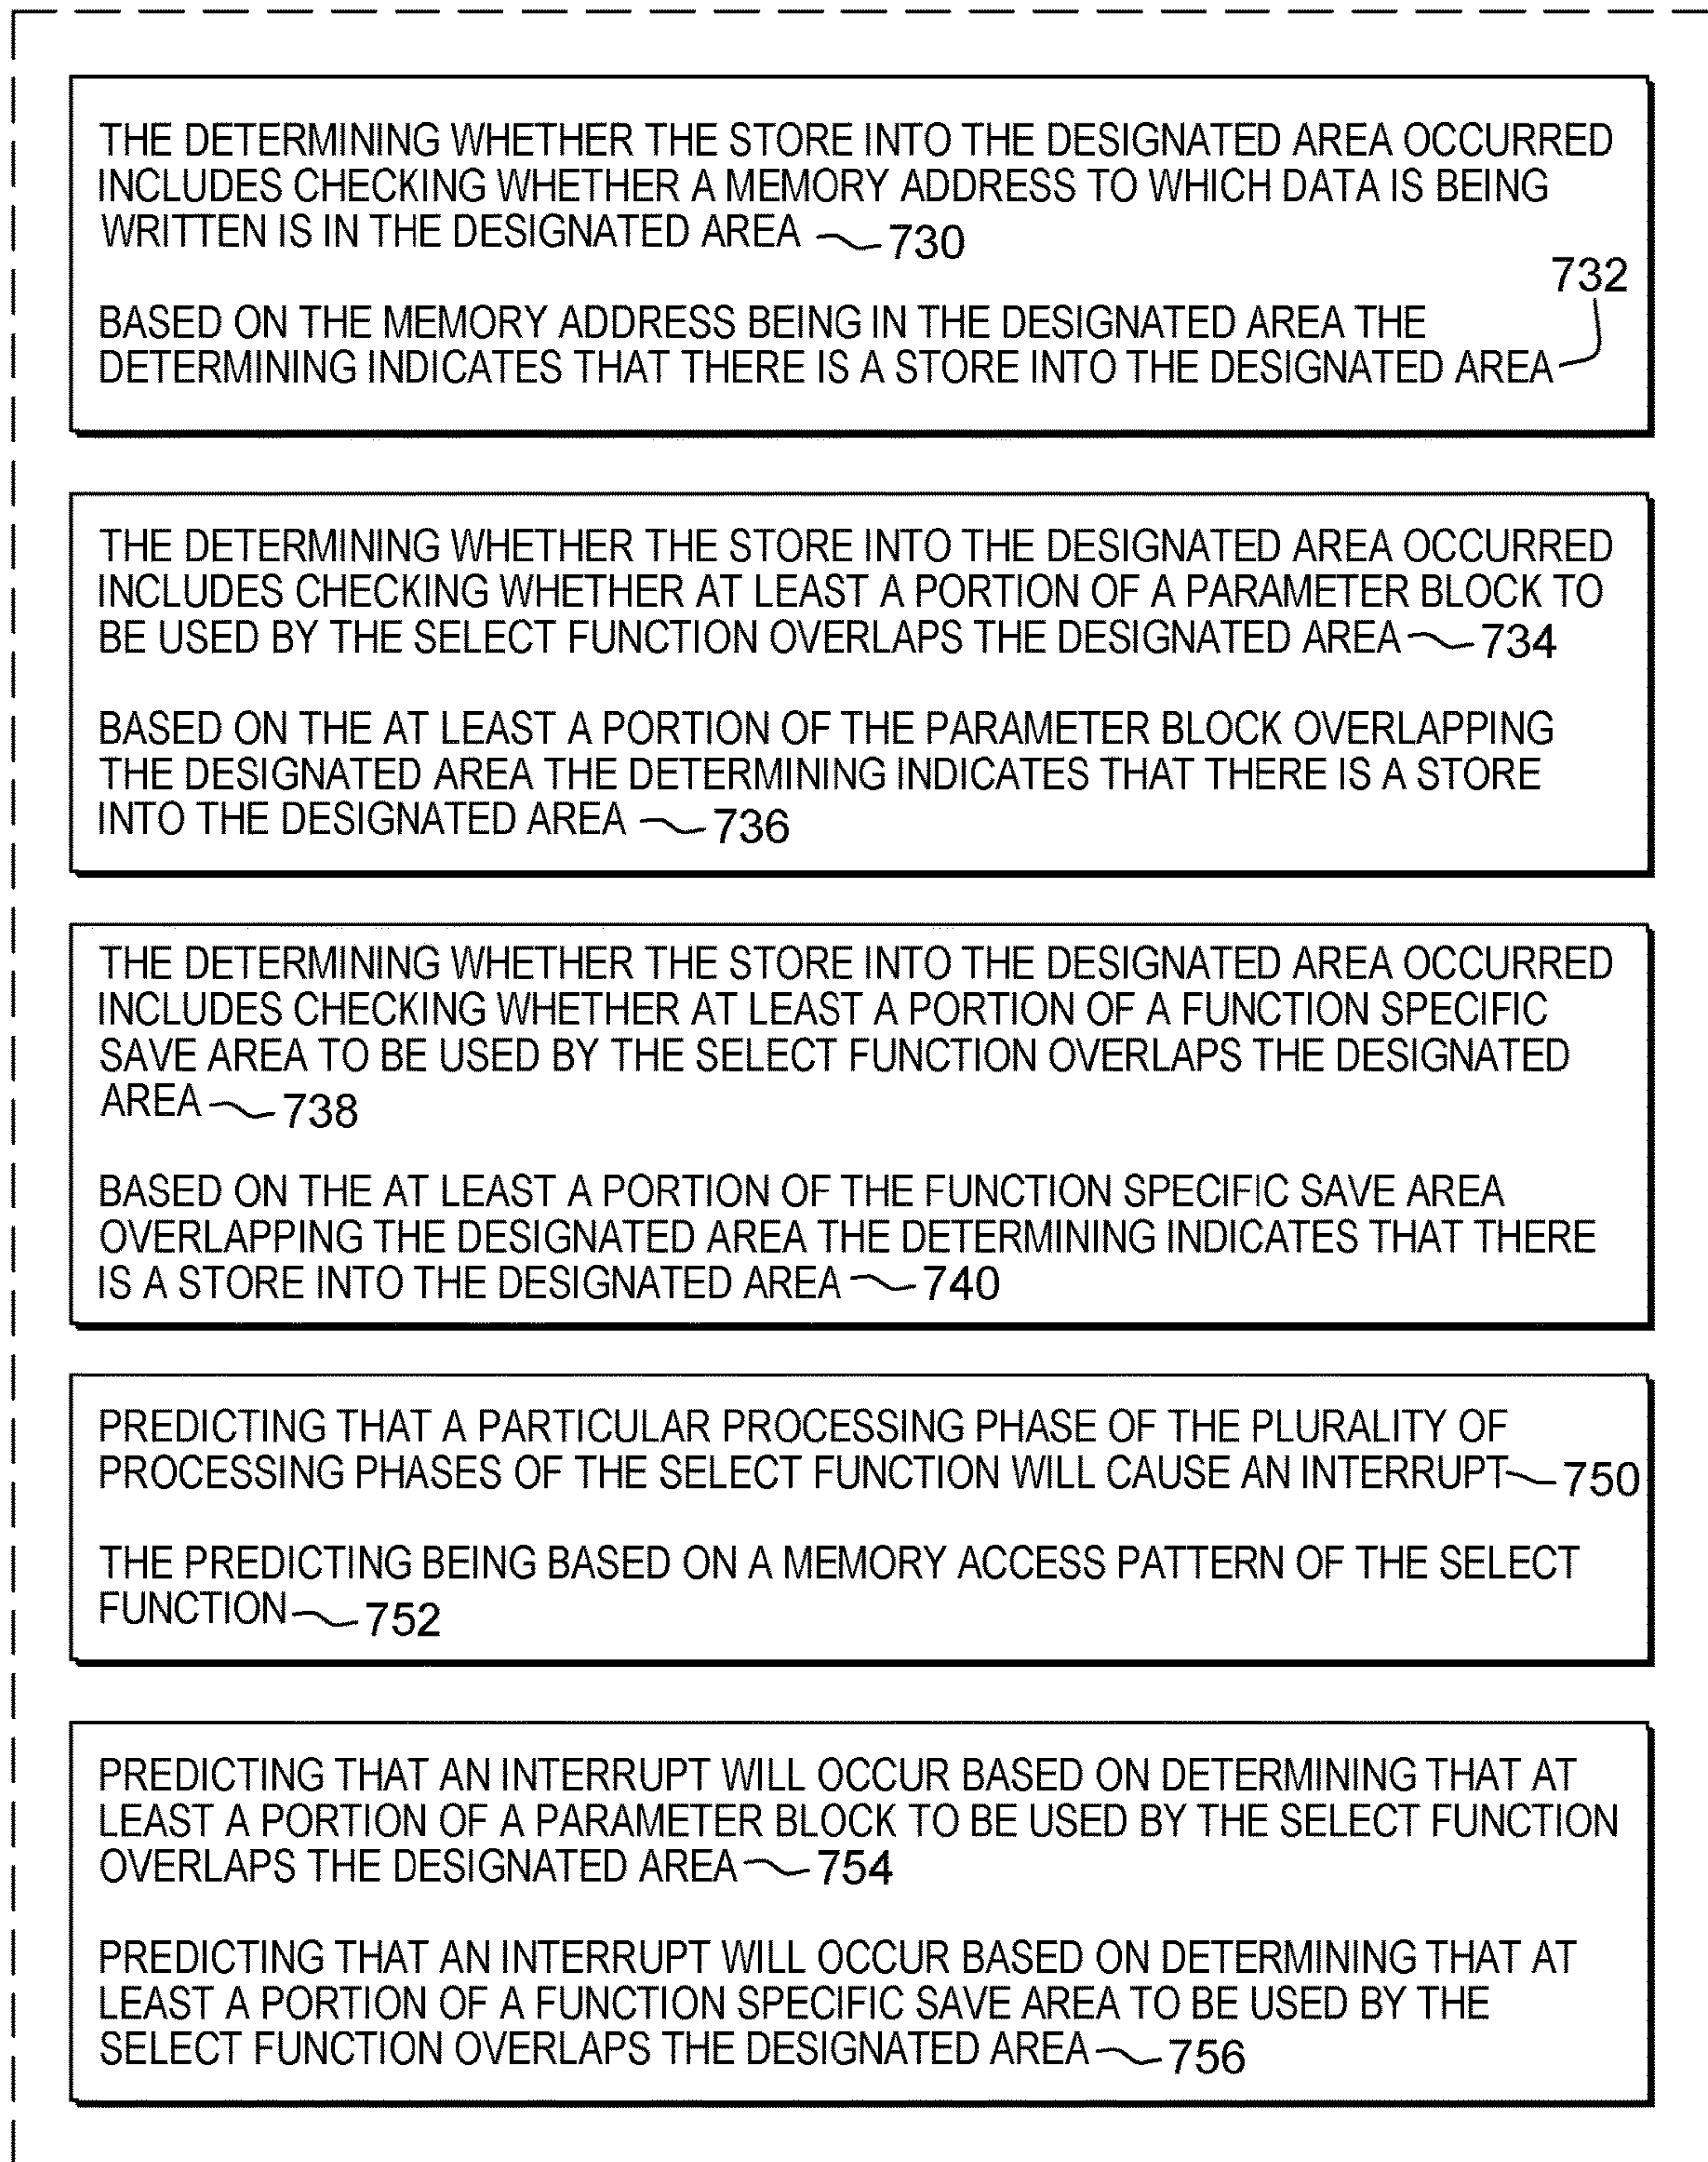 THE DETERMINING WHETHER THE STORE INTO THE DESIGNATED AREA OCCURRED
INCLUDES CHECKING WHETHER A MEMORY ADDRESS TO WHICH DATA IS BEING
WRITTEN IS IN THE DESIGNATED AREA 730
732
BASED ON THE MEMORY ADDRESS BEING IN THE DESIGNATED AREA THE
DETERMINING INDICATES THAT THERE IS A STORE INTO THE DESIGNATED AREA
THE DETERMINING WHETHER THE STORE INTO THE DESIGNATED AREA OCCURRED
INCLUDES CHECKING WHETHER AT LEAST A PORTION OF A PARAMETER BLOCK TO
BE USED BY THE SELECT FUNCTION OVERLAPS THE DESIGNATED AREA 734
BASED ON THE AT LEAST A PORTION OF THE PARAMETER BLOCK OVERLAPPING
THE DESIGNATED AREA THE DETERMINING INDICATES THAT THERE IS A STORE
INTO THE DESIGNATED AREA 736
THE DETERMINING WHETHER THE STORE INTO THE DESIGNATED AREA OCCURRED
INCLUDES CHECKING WHETHER AT LEAST A PORTION OF A FUNCTION SPECIFIC
SAVE AREA TO BE USED BY THE SELECT FUNCTION OVERLAPS THE DESIGNATED
AREA 738
BASED ON THE AT LEAST A PORTION OF THE FUNCTION SPECIFIC SAVE AREA
OVERLAPPING THE DESIGNATED AREA THE DETERMINING INDICATES THAT THERE
IS A STORE INTO THE DESIGNATED AREA 740
PREDICTING THAT A PARTICULAR PROCESSING PHASE OF THE PLURALITY OF
PROCESSING PHASES OF THE SELECT FUNCTION WILL CAUSE AN INTERRUPT 750
THE PREDICTING BEING BASED ON A MEMORY ACCESS PATTERN OF THE SELECT
FUNCTION 752
PREDICTING THAT AN INTERRUPT WILL OCCUR BASED ON DETERMINING THAT AT
LEAST A PORTION OF A PARAMETER BLOCK TO BE USED BY THE SELECT FUNCTION
OVERLAPS THE DESIGNATED AREA 754
PREDICTING THAT AN INTERRUPT WILL OCCUR BASED ON DETERMINING THAT AT
LEAST A PORTION OF A FUNCTION SPECIFIC SAVE AREA TO BE USED BY THE
SELECT FUNCTION OVERLAPS THE DESIGNATED AREA 756